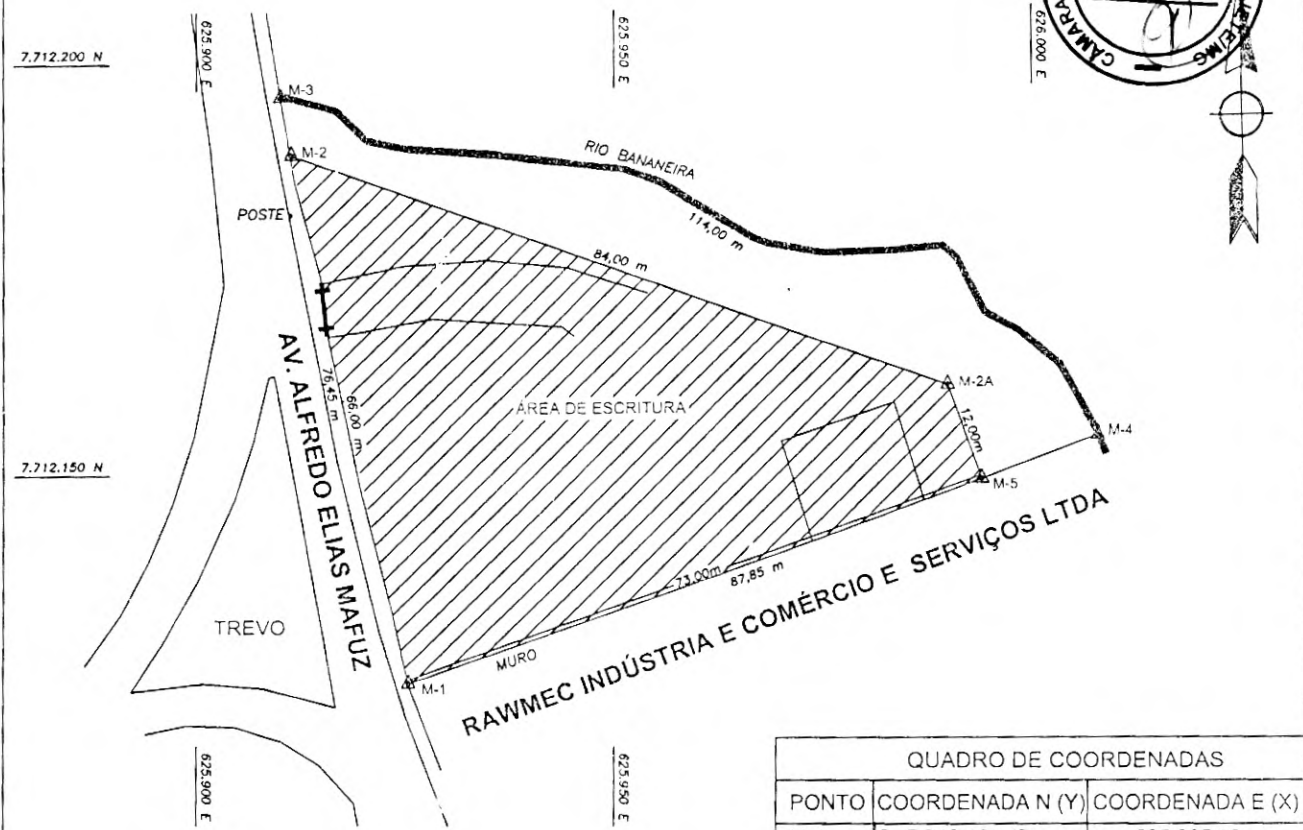 7.712.200 N
625.900 E
625.950 E
626.000 E
CÂMARA
M-3
M-2
RIO BANANEIRA
POSTE
114,00 m
84,00 m
AV. ALFREDO ELIAS MAFUZ
76,45 m
66,00 m
ÁREA DE ESCRITURA
M-2A
12,00m
M-4
7.712.150 N
M-5
73,00m
87,85 m
TREVO
MURO
M-1
RAWMEC INDÚSTRIA E COMÉRCIO E SERVIÇOS LTDA
625.900 E
625.950 E
QUADRO DE COORDENADAS
PONTO COORDENADA N (Y) COORDENADA E (X)